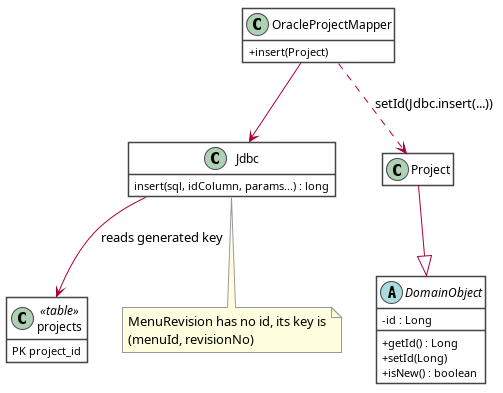 C OracleProjectMapper
+insert(Project)
setId(Jdbc.insert(...))
C Jdbc
insert(sql, idColumn, params...) : long
C Project
reads generated key
C «table»
projects
PK project_id
MenuRevision has no id, its key is
(menuId, revisionNo)
A DomainObject
-id : Long
+getId() : Long
+setId(Long)
+isNew() : boolean